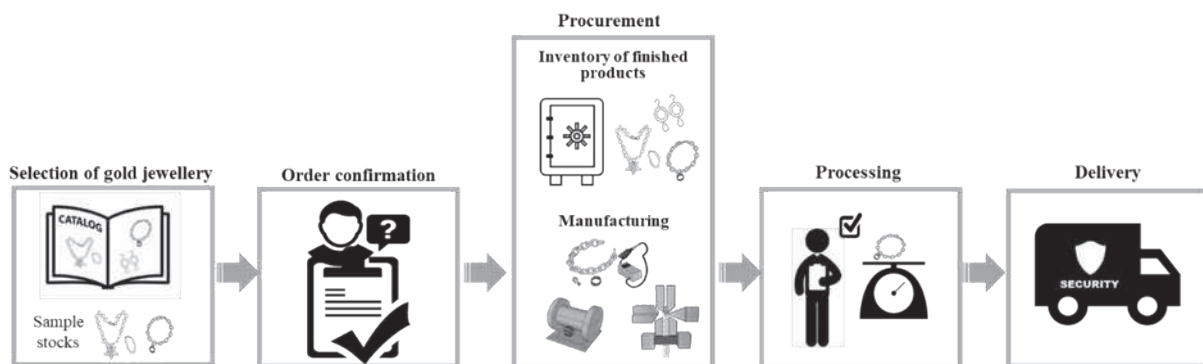 Procurement
Inventory of finished
products
Selection of gold jewellery
CATALOG
Sample
stocks
Order confirmation
?
Manufacturing
Processing
Delivery
SECURITY